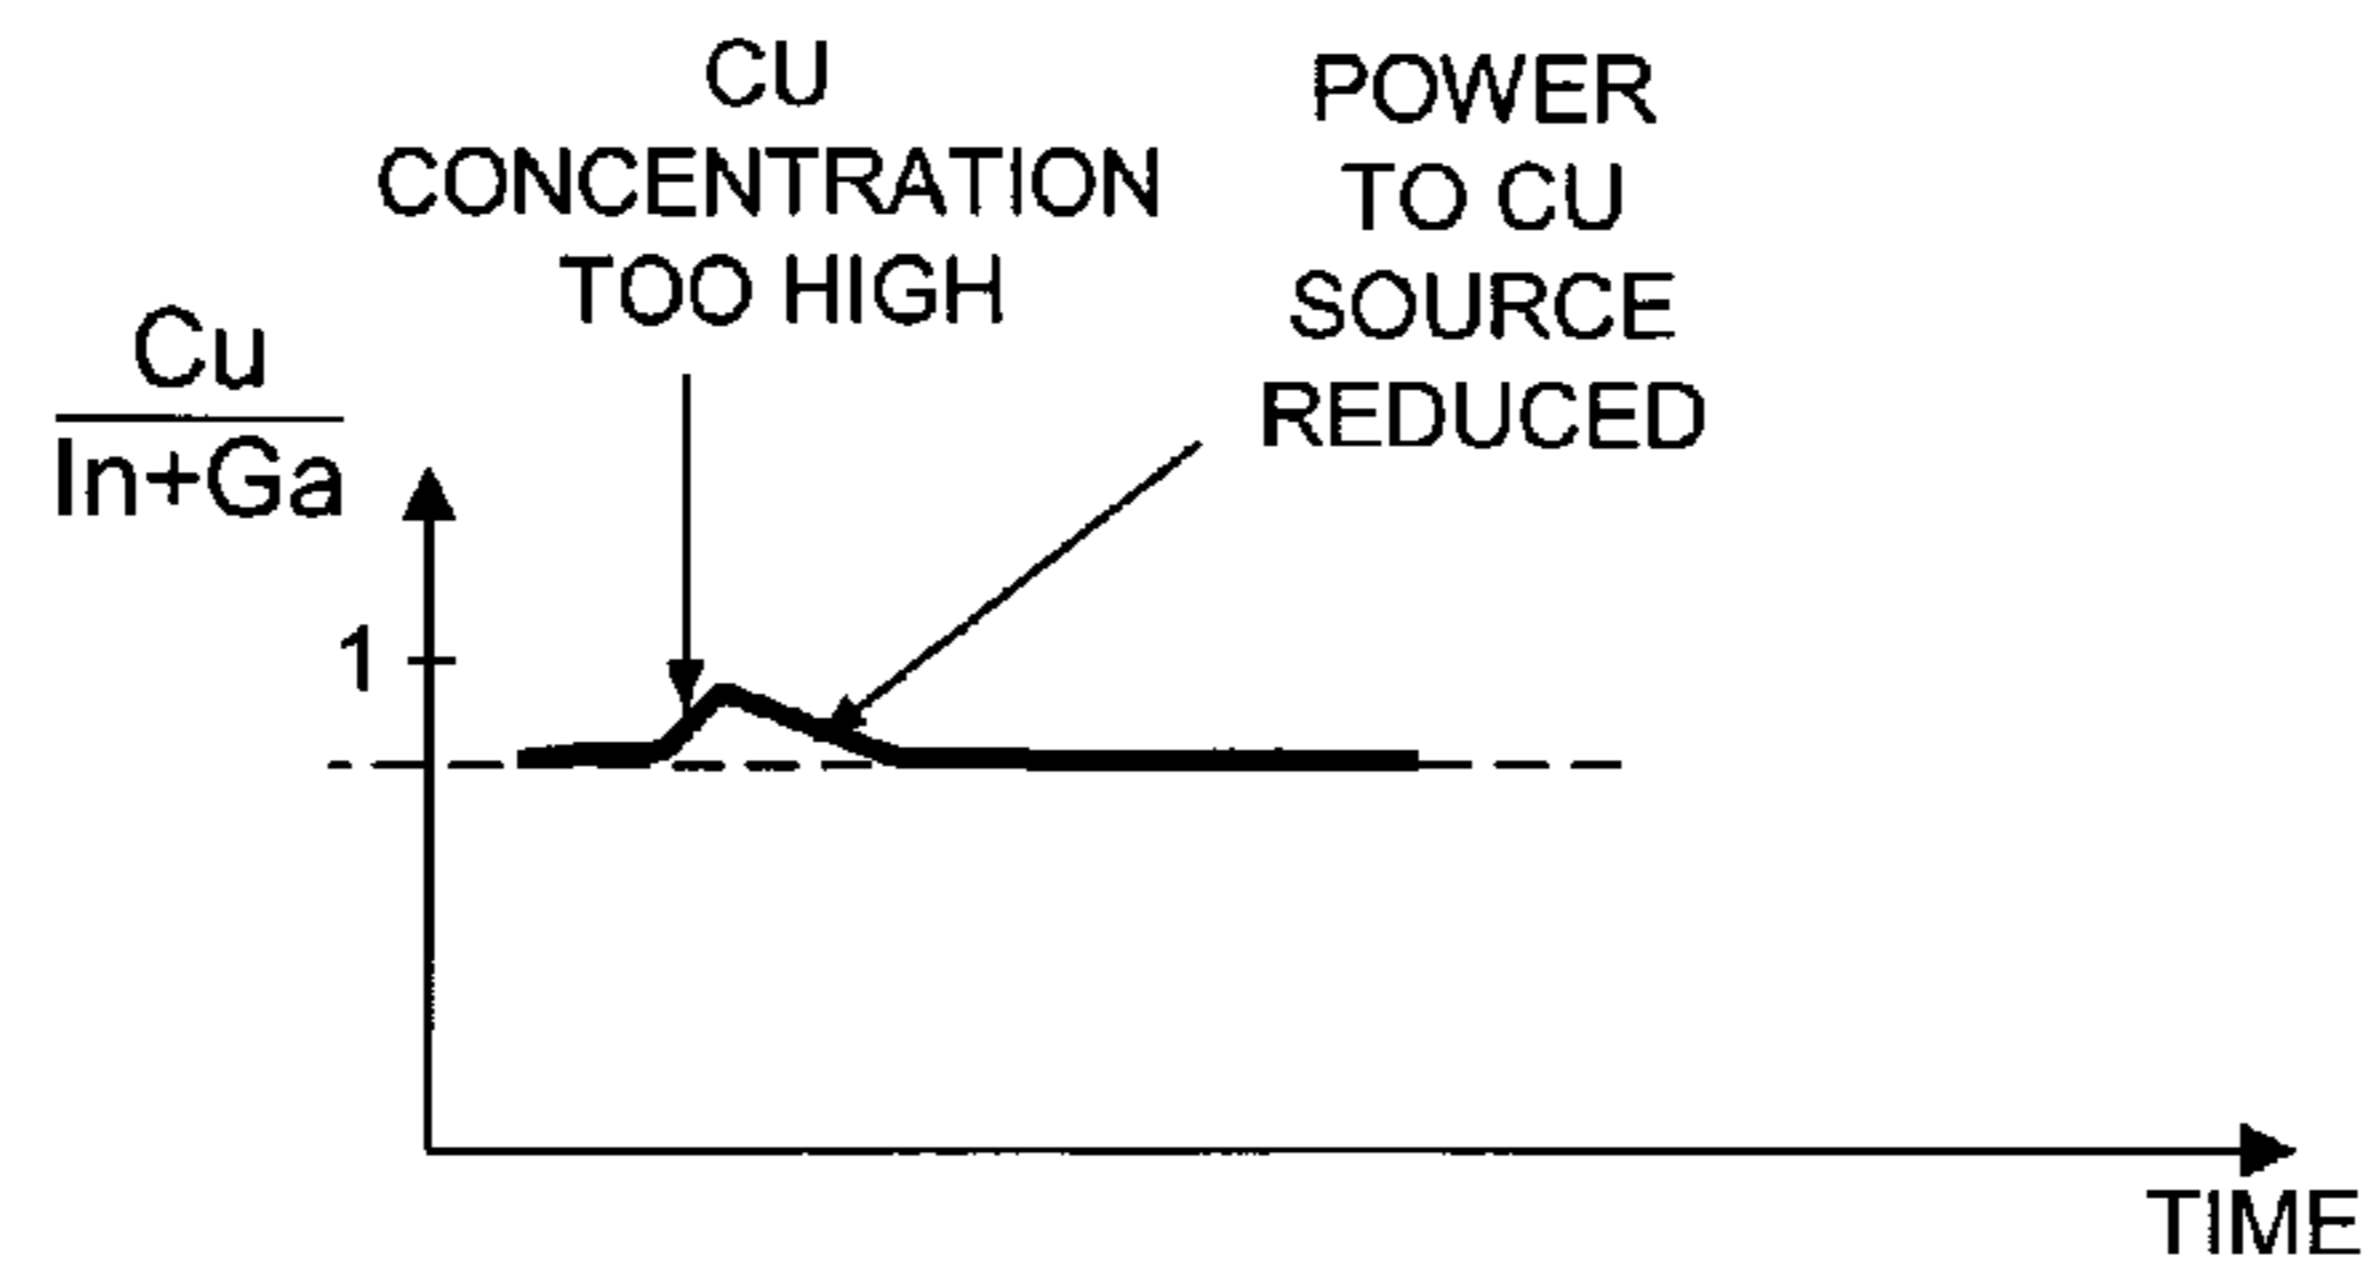 CU
CONCENTRATION
TOO HIGH
POWER
TO CU
SOURCE
REDUCED
Cu
In+Ga
1
TIME